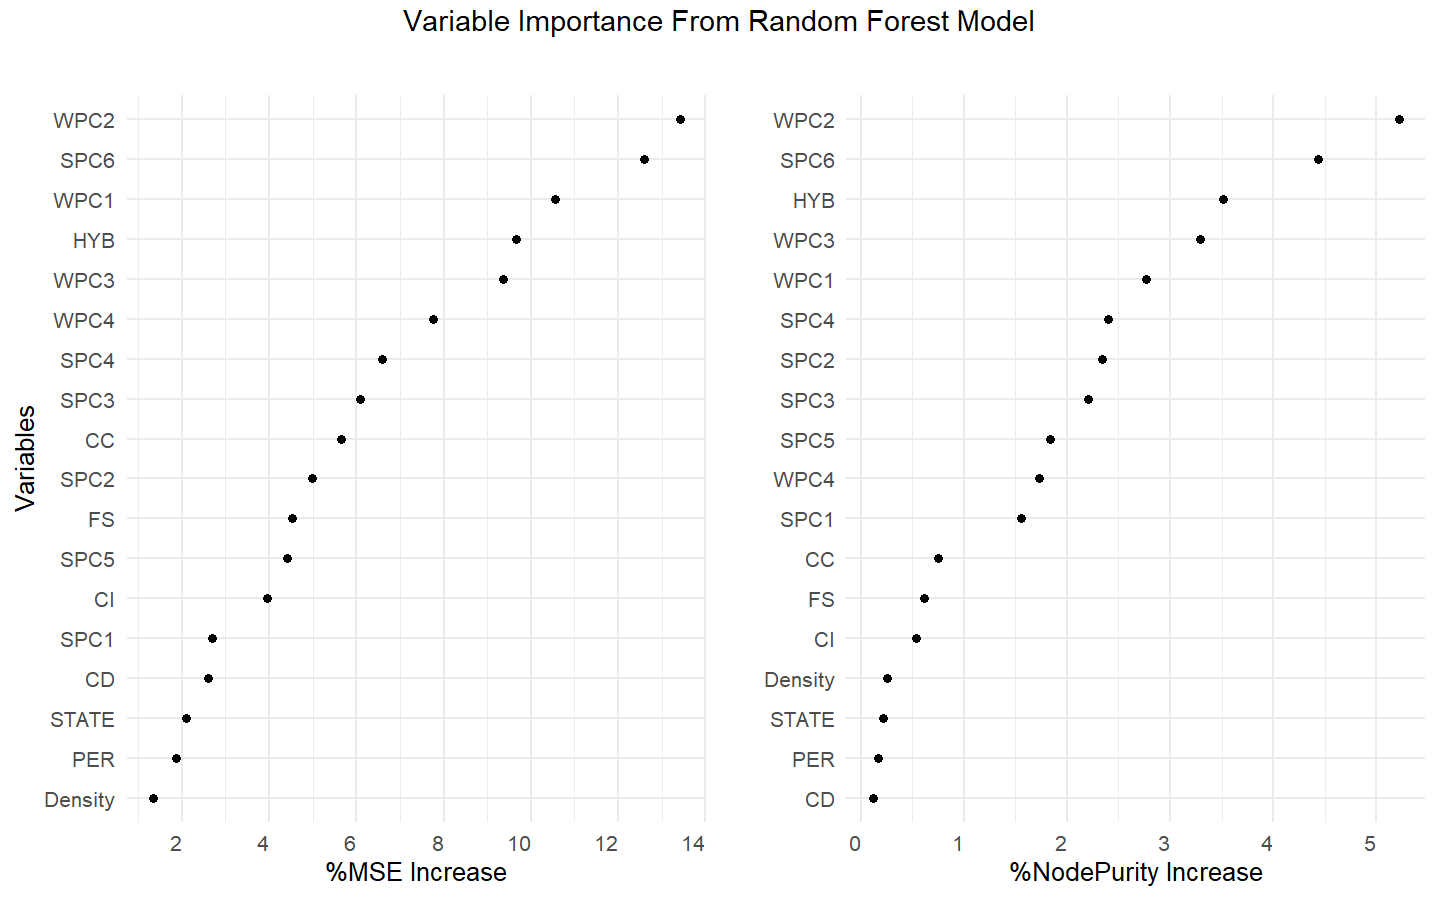 Variable Importance From Random Forest Model
Variables
WPC2
SPC6
WPC1
HYB
WPC3
WPC4
SPC4
SPC3
CC
SPC2
FS
SPC5
CI
SPC1
CD
STATE
PER
Density
2 4 6 8 10 12 14
%MSE Increase
WPC2
SPC6
HYB
WPC3
WPC1
SPC4
SPC2
SPC3
SPC5
WPC4
SPC1
CC
FS
CI
Density
STATE
PER
CD
0 1 2 3 4 5
%NodePurity Increase